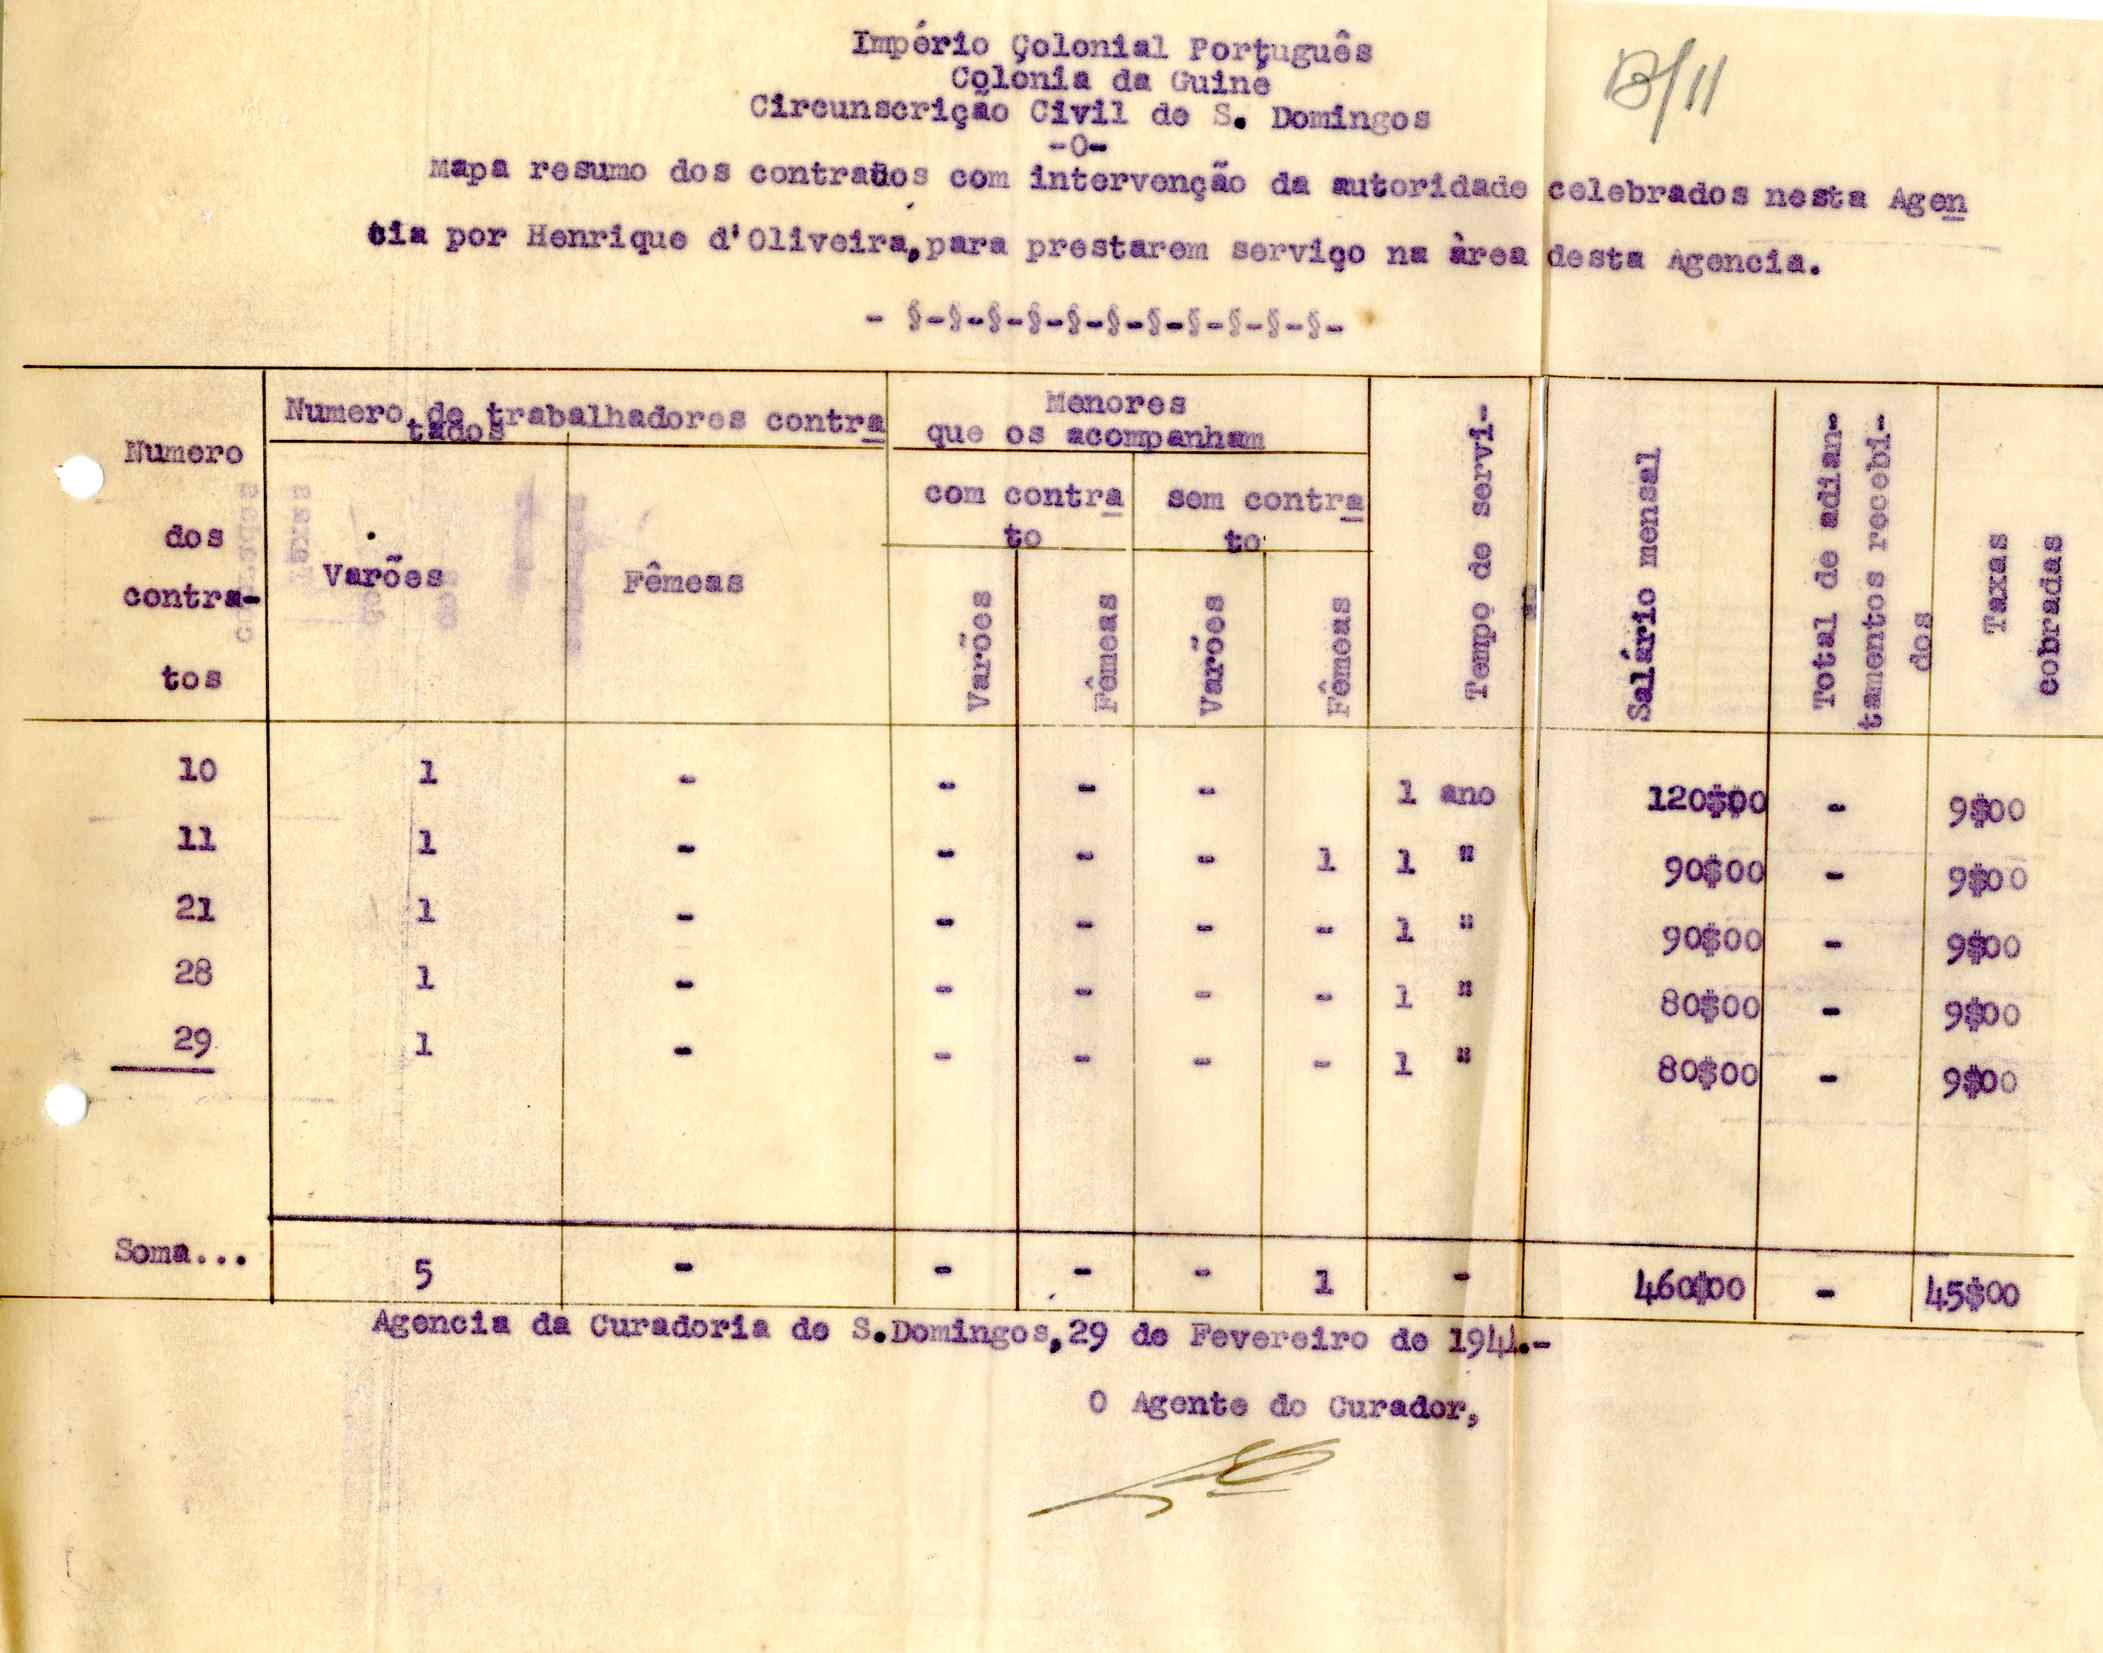 Império Colonial Português
Colonia da Guiné
Circunscrição Civil de S. Domingos
-O-
13/11
Mapa resumo dos contratos com intervenção da autoridade celebrados nesta Agen
cia por Henrique d'Oliveira, para prestarem serviço na àrea desta Agencia.
- §-§-§-§-§-§-§-§-§-§-§-
Numero dos contra- tos
Numero de trabalhadores contra
tados
Varões
Fêmeas
Menores
que os acompanham
com contra
to
sem contra
to
Varões
Fêmeas
Varões
Fêmeas
Tempo de servi-
ço
Salário mensal
Total de adian-
tamentos recebi-
dos
Taxas
cobradas
10 1 - - - - 1 ano 120$00 - 9$00
11 1 - - - - 1 1 " 90$00 - 9$00
21 1 - - - - - 1 " 90$00 - 9$00
28 1 - - - - - 1 " 80$00 - 9$00
29 1 - - - - - 1 " 80$00 - 9$00
Soma... 5 - - - - 1 - 460$00 - 45$00
Agencia da Curadoria de S.Domingos,29 de Fevereiro de 1944.-
O Agente do Curador,